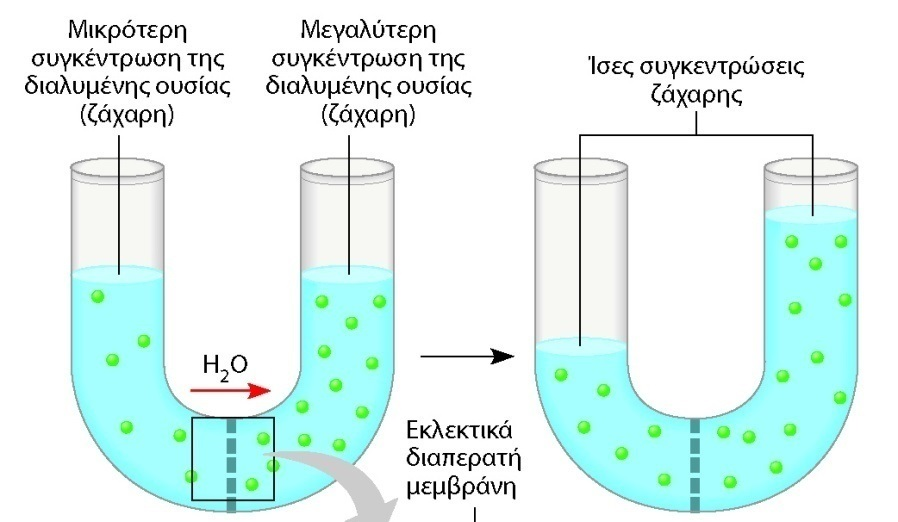 Μικρότερη
συγκέντρωση της
διαλυμένης ουσίας
(ζάχαρη)
Μεγαλύτερη
συγκέντρωση της
διαλυμένης ουσίας
(ζάχαρη)
Ίσες συγκεντρώσεις
ζάχαρης
H₂O
Εκλεκτικά
διαπερατή
μεμβράνη